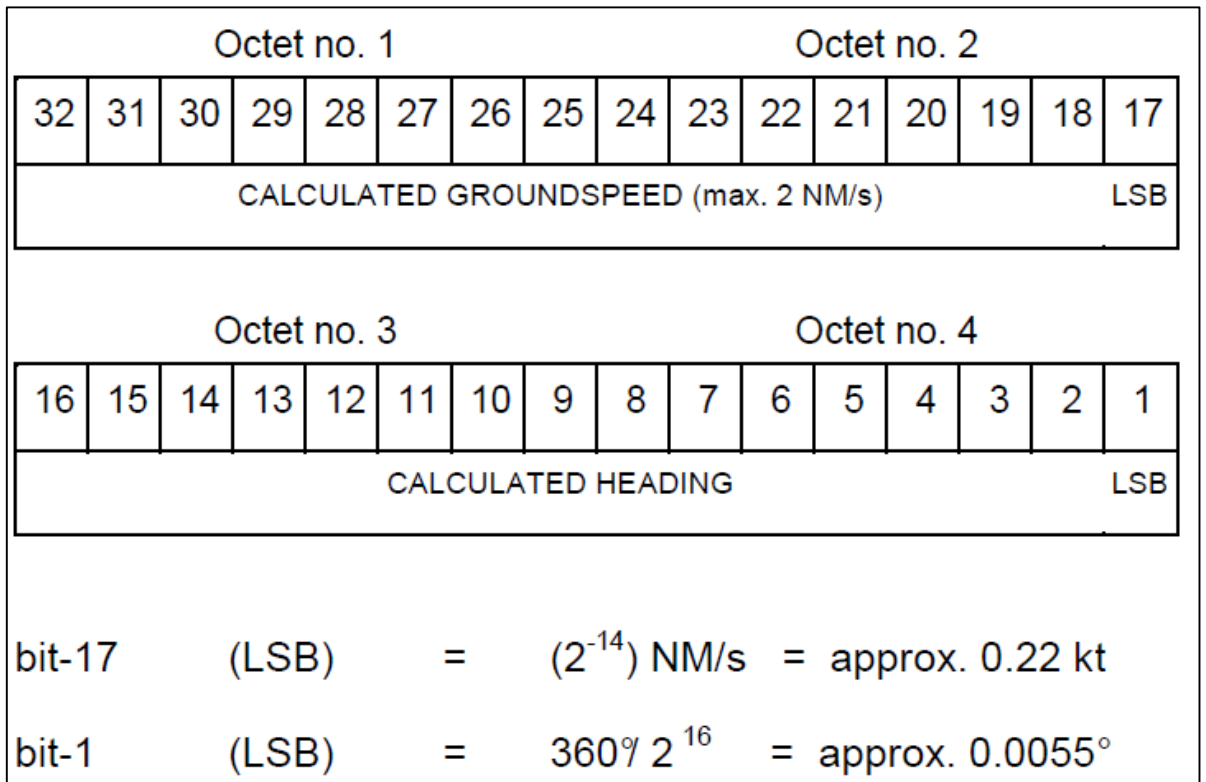 Octet no. 1 Octet no. 2
32 31 30 29 28 27 26 25 24 23 22 21 20 19 18 17
CALCULATED GROUNDSPEED (max. 2 NM/s) LSB
Octet no. 3 Octet no. 4
16 15 14 13 12 11 10 9 8 7 6 5 4 3 2 1
CALCULATED HEADING LSB
bit-17 (LSB) = (2⁻¹⁴) NM/s = approx. 0.22 kt
bit-1 (LSB) = 360°/ 2¹⁶ = approx. 0.0055°